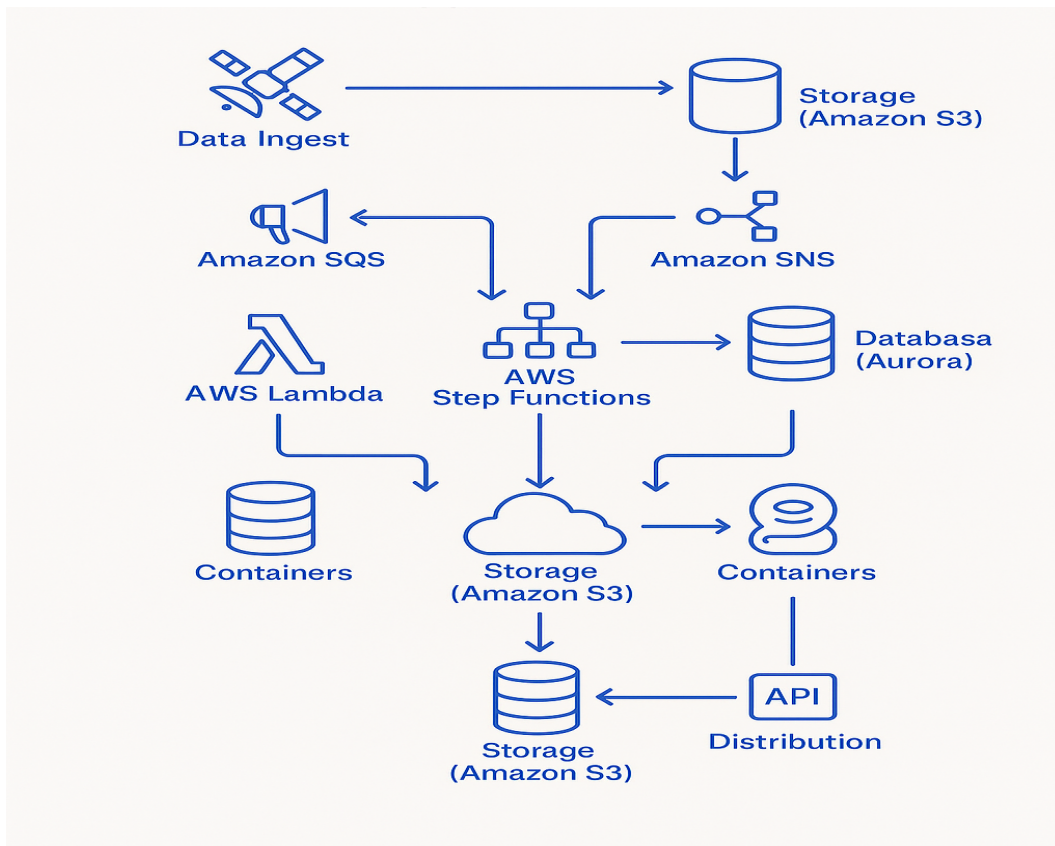 Data Ingest
Storage
(Amazon S3)
Amazon SQS
Amazon SNS
AWS Lambda
AWS
Step Functions
Databasa
(Aurora)
Containers
Storage
(Amazon S3)
Containers
Storage
(Amazon S3)
API
Distribution